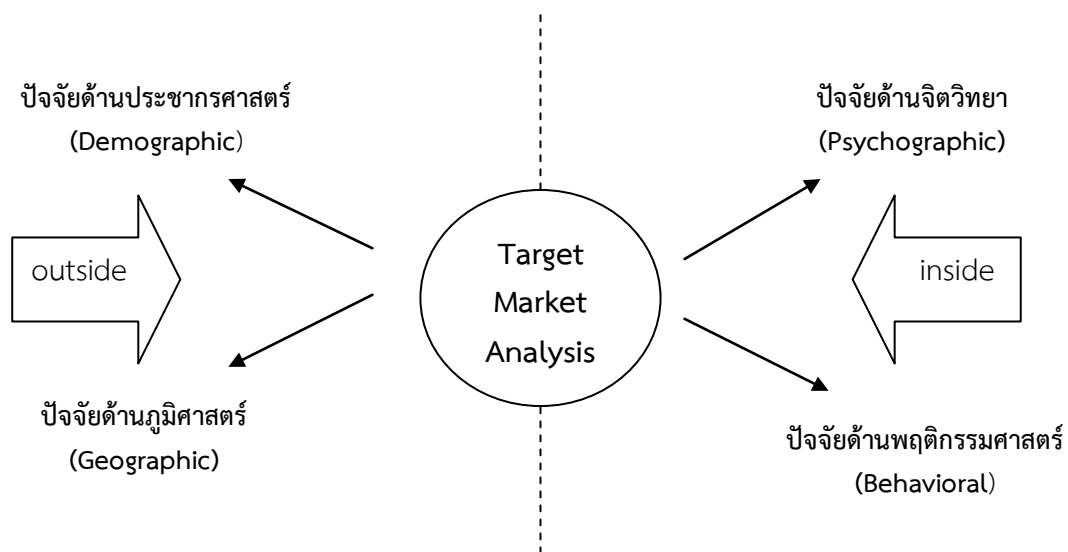 ปัจจัยด้านประชากรศาสตร์
(Demographic)
ปัจจัยด้านจิตวิทยา
(Psychographic)
outside
Target
Market
Analysis
inside
ปัจจัยด้านภูมิศาสตร์
(Geographic)
ปัจจัยด้านพฤติกรรมศาสตร์
(Behavioral)